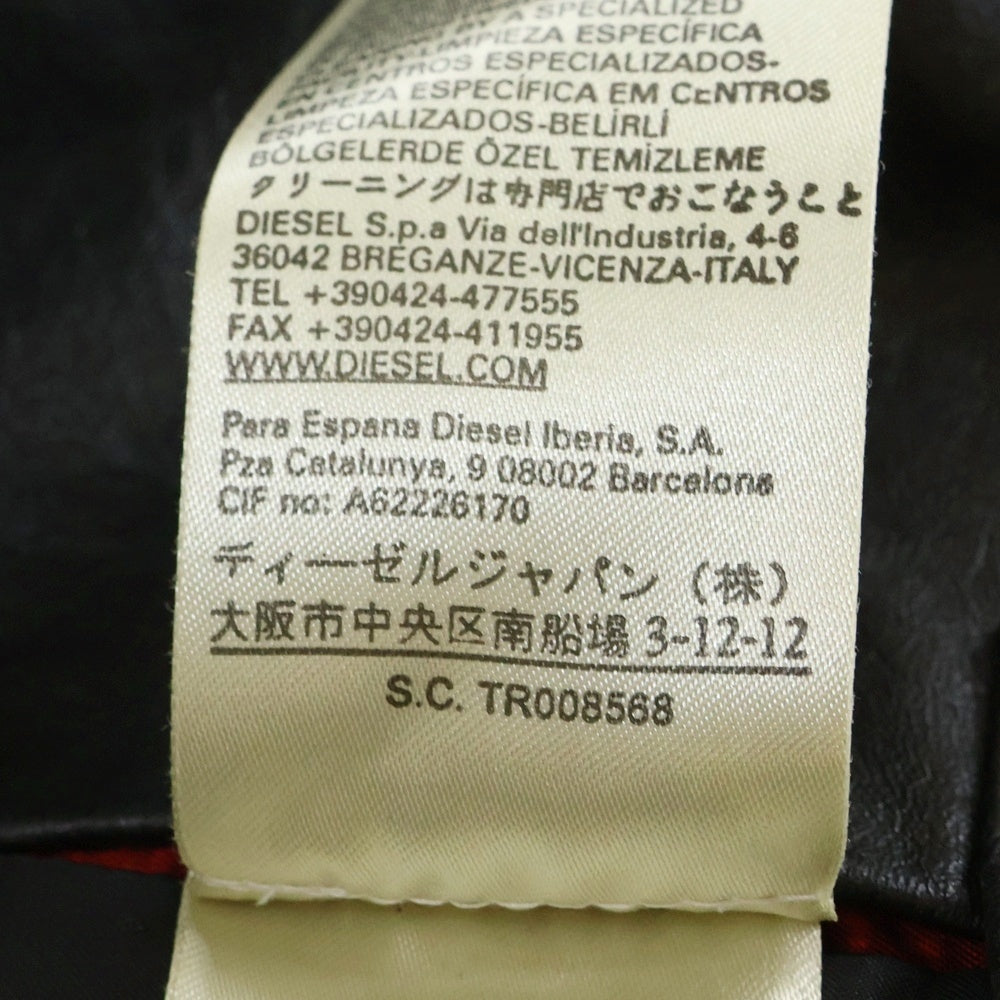 A SPECIALIZED
LIMPIEZA ESPECÍFICA
EN CENTROS ESPECIALIZADOS-
LIMPEZA ESPECÍFICA EM CENTROS
ESPECIALIZADOS-BELİRLİ
BÖLGELERDE ÖZEL TEMİZLEME
クリーニングは専門店でおこなうこと
DIESEL S.p.a Via dell'Industria, 4-6
36042 BREGANZE-VICENZA-ITALY
TEL +390424-477555
FAX +390424-411955
WWW.DIESEL.COM
Para Espana Diesel Iberia, S.A.
Pza Catalunya, 9 08002 Barcelona
CIF no: A62226170
ディーゼルジャパン（株）
大阪市中央区南船場 3-12-12
S.C. TR008568